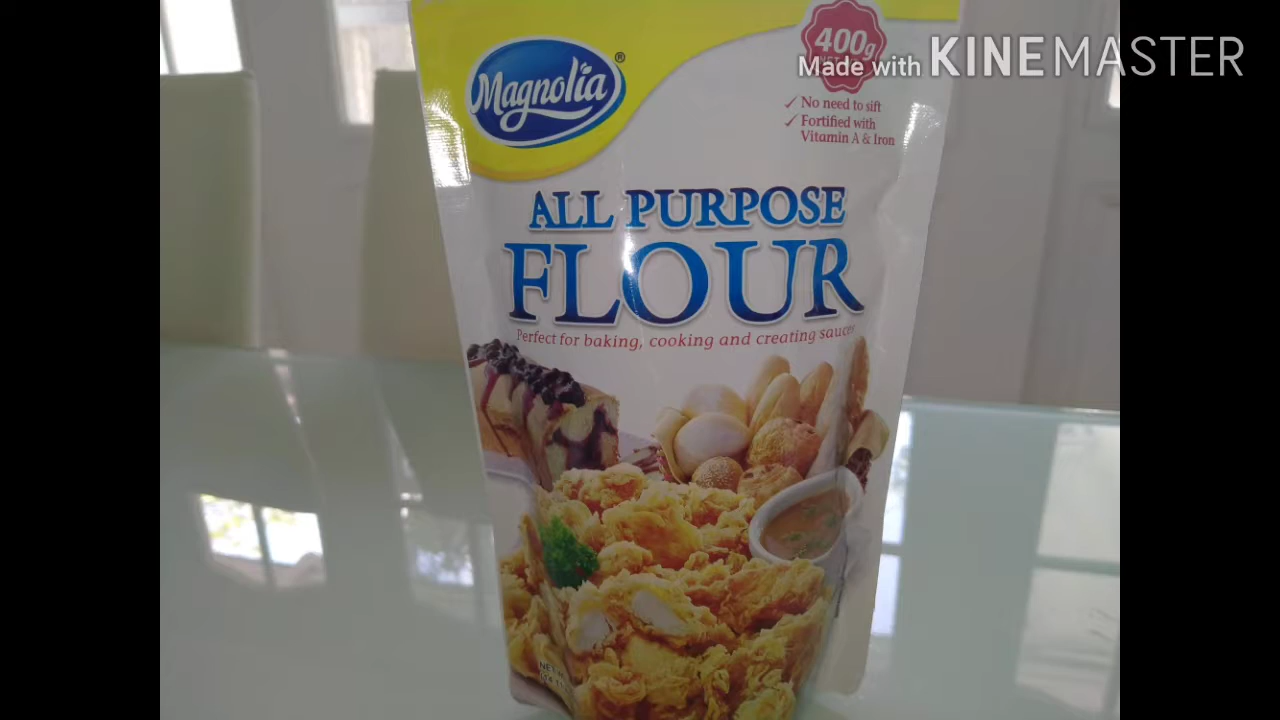 Magnolia®
400g
Made with KINEMASTER
✓ No need to sift
✓ Fortified with
Vitamin A & Iron
ALL PURPOSE
FLOUR
Perfect for baking, cooking and creating sauces
NET